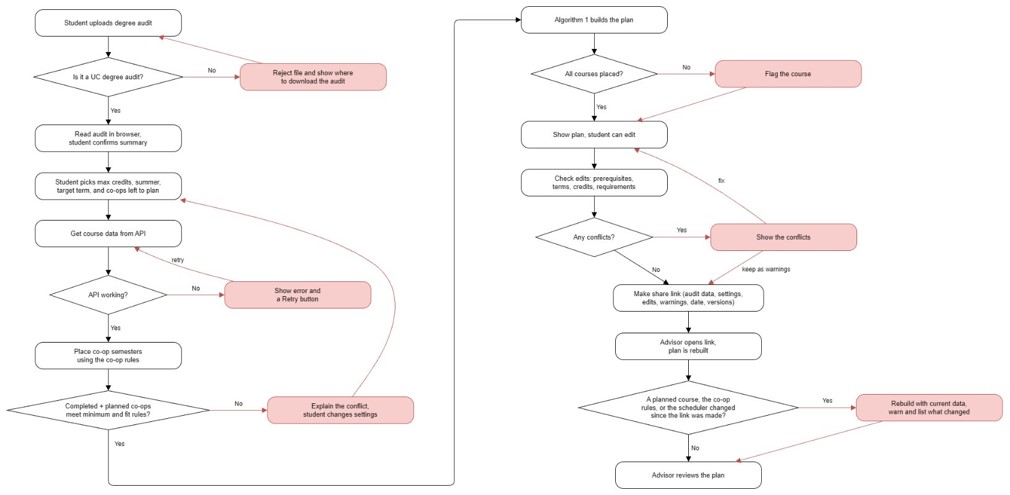 Student uploads degree audit
Is it a UC degree audit?
No
Reject file and show where
to download the audit
Yes
Read audit in browser,
student confirms summary
Student picks max credits, summer,
target term, and co-ops left to plan
Get course data from API
retry
API working?
No
Show error and
a Retry button
Yes
Place co-op semesters
using the co-op rules
Completed + planned co-ops
meet minimum and fit rules?
No
Explain the conflict,
student changes settings
Yes
Algorithm 1 builds the plan
All courses placed?
No
Flag the course
Yes
Show plan, student can edit
Check edits: prerequisites,
terms, credits, requirements
fix
Any conflicts?
Yes
Show the conflicts
No
keep as warnings
Make share link (audit data, settings,
edits, warnings, date, versions)
Advisor opens link,
plan is rebuilt
A planned course, the co-op
rules, or the scheduler changed
since the link was made?
Yes
Rebuild with current data,
warn and list what changed
No
Advisor reviews the plan